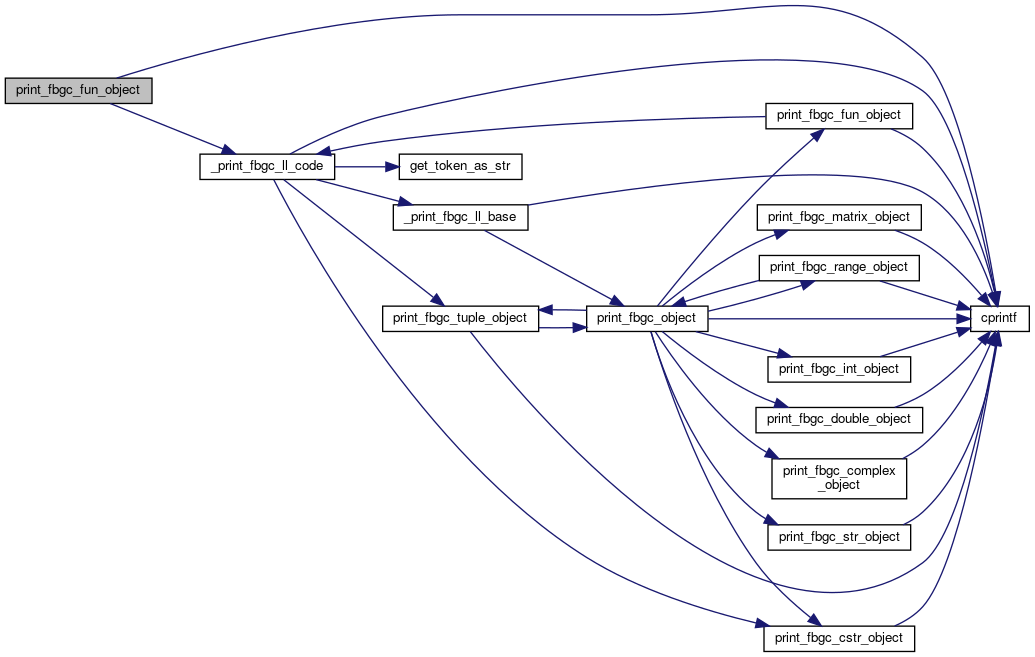 print_fbgc_fun_object
print_fbgc_fun_object
_print_fbgc_ll_code
get_token_as_str
_print_fbgc_ll_base
print_fbgc_matrix_object
print_fbgc_range_object
print_fbgc_tuple_object
print_fbgc_object
cprintf
print_fbgc_int_object
print_fbgc_double_object
print_fbgc_complex
_object
print_fbgc_str_object
print_fbgc_cstr_object